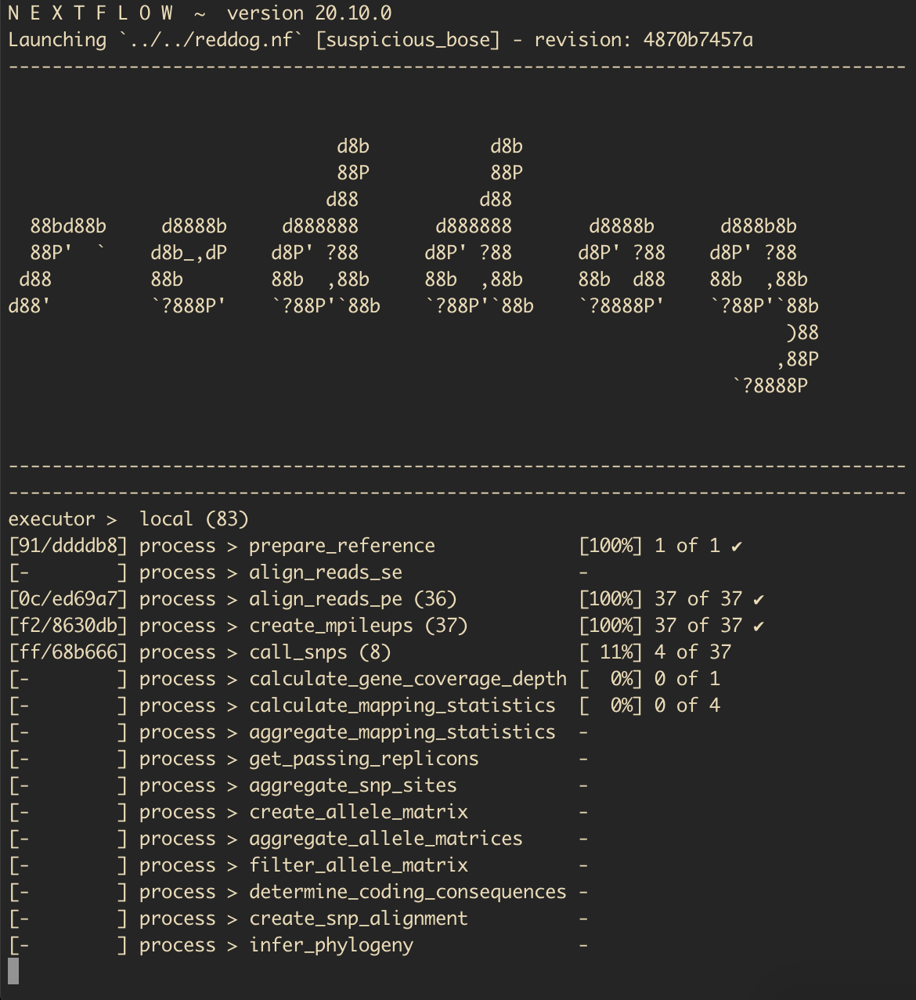 N E X T F L O W  ~  version 20.10.0
Launching `../../reddog.nf` [suspicious_bose] - revision: 4870b7457a
----------------------------------------------------------------------------------
                              d8b           d8b
                              88P           88P
                             d88           d88
  88bd88b     d8888b     d888888       d888888       d8888b      d888b8b
  88P'  `    d8b_,dP    d8P' ?88      d8P' ?88      d8P' ?88    d8P' ?88
 d88         88b        88b  ,88b     88b  ,88b     88b  d88    88b  ,88b
d88'         `?888P'    `?88P'`88b    `?88P'`88b    `?8888P'    `?88P'`88b
                                                                       )88
                                                                      ,88P
                                                                  `?8888P
----------------------------------------------------------------------------------
----------------------------------------------------------------------------------
executor >  local (83)
[91/ddddb8] process > prepare_reference             [100%] 1 of 1 ✔
[-        ] process > align_reads_se                -
[0c/ed69a7] process > align_reads_pe (36)           [100%] 37 of 37 ✔
[f2/8630db] process > create_mpileups (37)          [100%] 37 of 37 ✔
[ff/68b666] process > call_snps (8)                 [ 11%] 4 of 37
[-        ] process > calculate_gene_coverage_depth [  0%] 0 of 1
[-        ] process > calculate_mapping_statistics  [  0%] 0 of 4
[-        ] process > aggregate_mapping_statistics  -
[-        ] process > get_passing_replicons         -
[-        ] process > aggregate_snp_sites           -
[-        ] process > create_allele_matrix          -
[-        ] process > aggregate_allele_matrices     -
[-        ] process > filter_allele_matrix          -
[-        ] process > determine_coding_consequences -
[-        ] process > create_snp_alignment          -
[-        ] process > infer_phylogeny               -